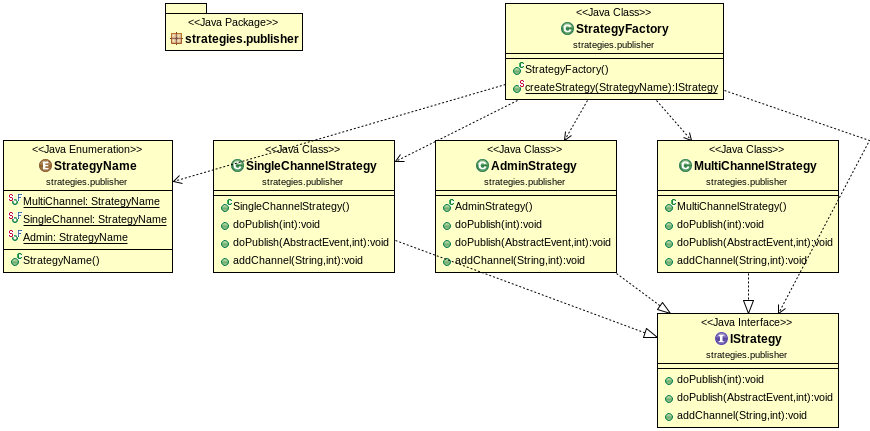 <<Java Package>>
strategies.publisher
<<Java Class>>
StrategyFactory
strategies.publisher
StrategyFactory()
createStrategy(StrategyName):IStrategy
<<Java Enumeration>>
StrategyName
strategies.publisher
MultiChannel: StrategyName
SingleChannel: StrategyName
Admin: StrategyName
StrategyName()
<<Java Class>>
SingleChannelStrategy
strategies.publisher
SingleChannelStrategy()
doPublish(int):void
doPublish(AbstractEvent,int):void
addChannel(String,int):void
<<Java Class>>
AdminStrategy
strategies.publisher
AdminStrategy()
doPublish(int):void
doPublish(AbstractEvent,int):void
addChannel(String,int):void
<<Java Class>>
MultiChannelStrategy
strategies.publisher
MultiChannelStrategy()
doPublish(int):void
doPublish(AbstractEvent,int):void
addChannel(String,int):void
<<Java Interface>>
IStrategy
strategies.publisher
doPublish(int):void
doPublish(AbstractEvent,int):void
addChannel(String,int):void